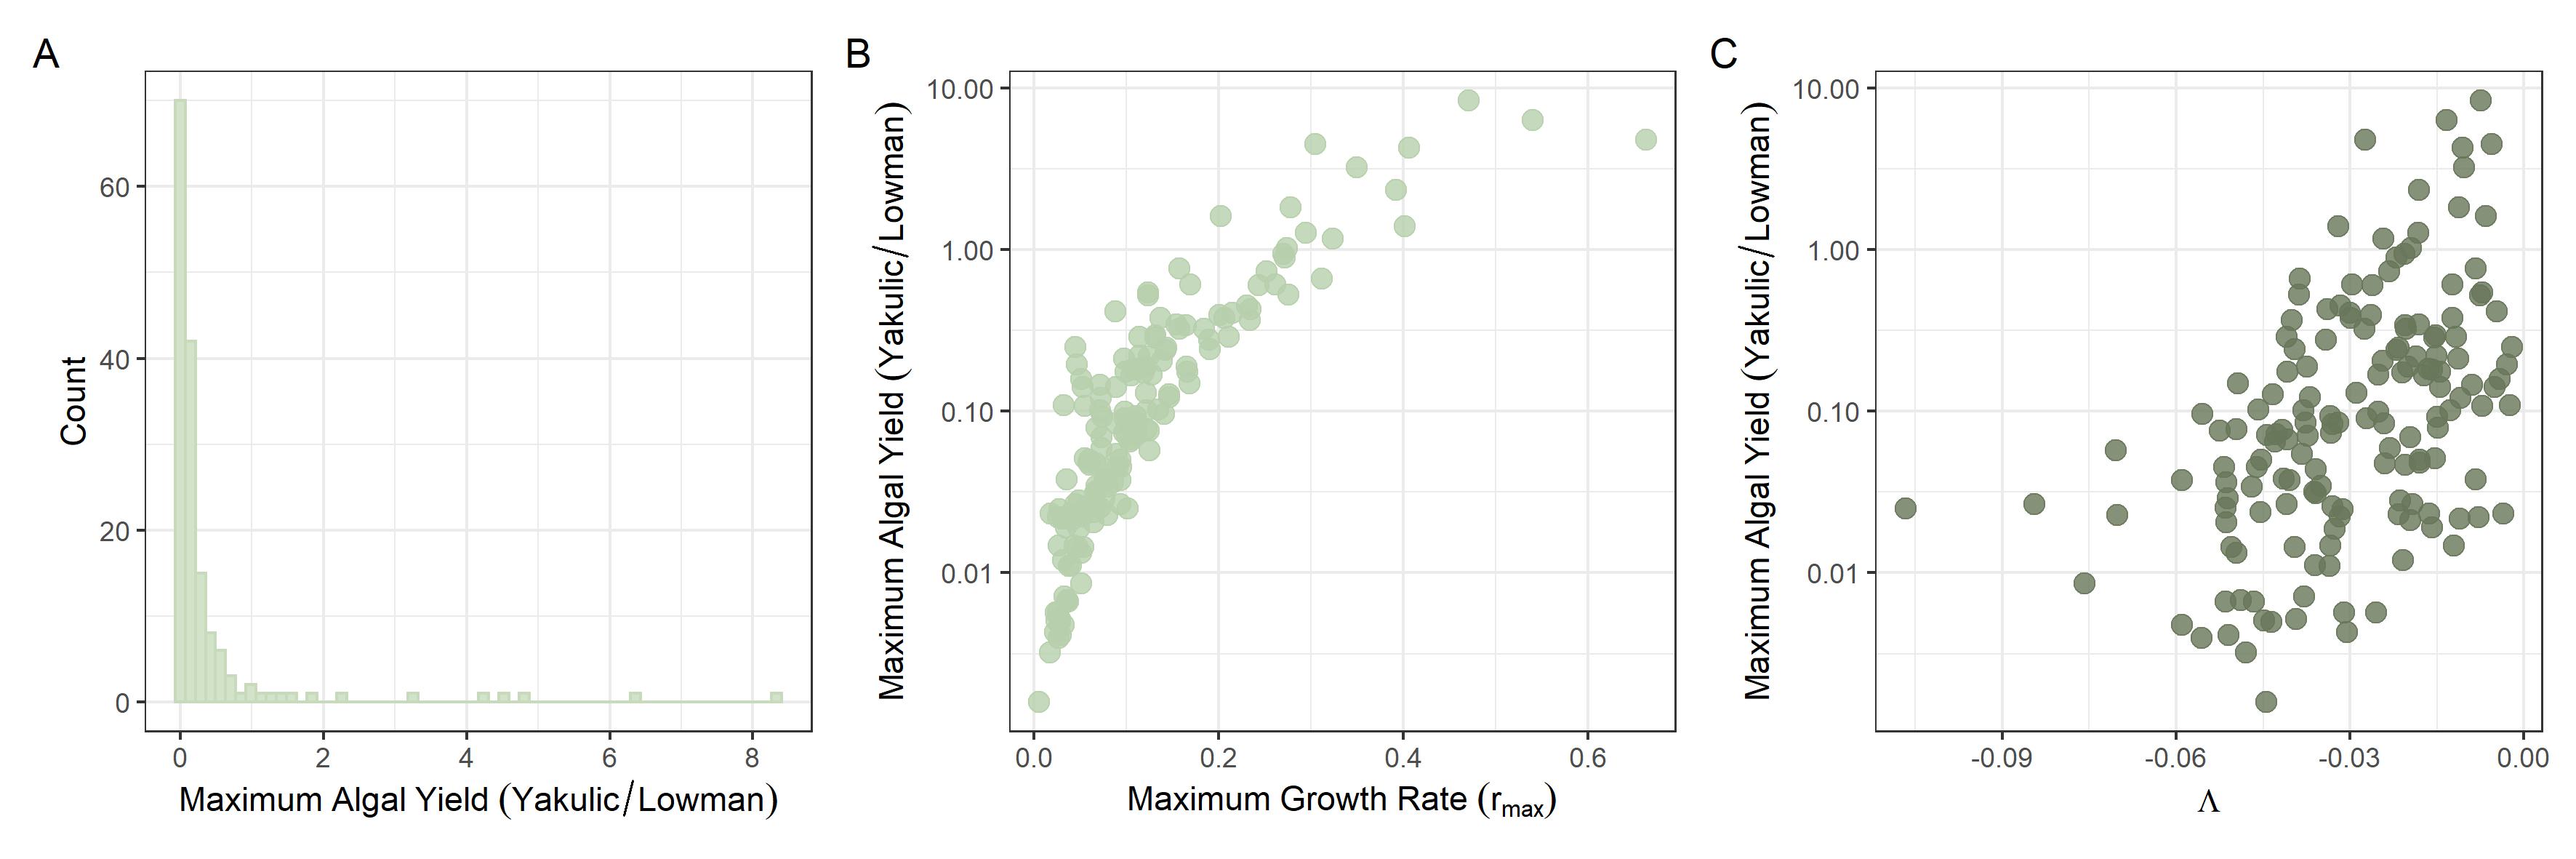 A
B
C
60
40
20
0
Count
0
2
4
6
8
Maximum Algal Yield (Yakulic/Lowman)
10.00
1.00
0.10
0.01
Maximum Algal Yield (Yakulic/Lowman)
0.0
0.2
0.4
0.6
Maximum Growth Rate (rmax)
10.00
1.00
0.10
0.01
Maximum Algal Yield (Yakulic/Lowman)
-0.09
-0.06
-0.03
0.00
Λ